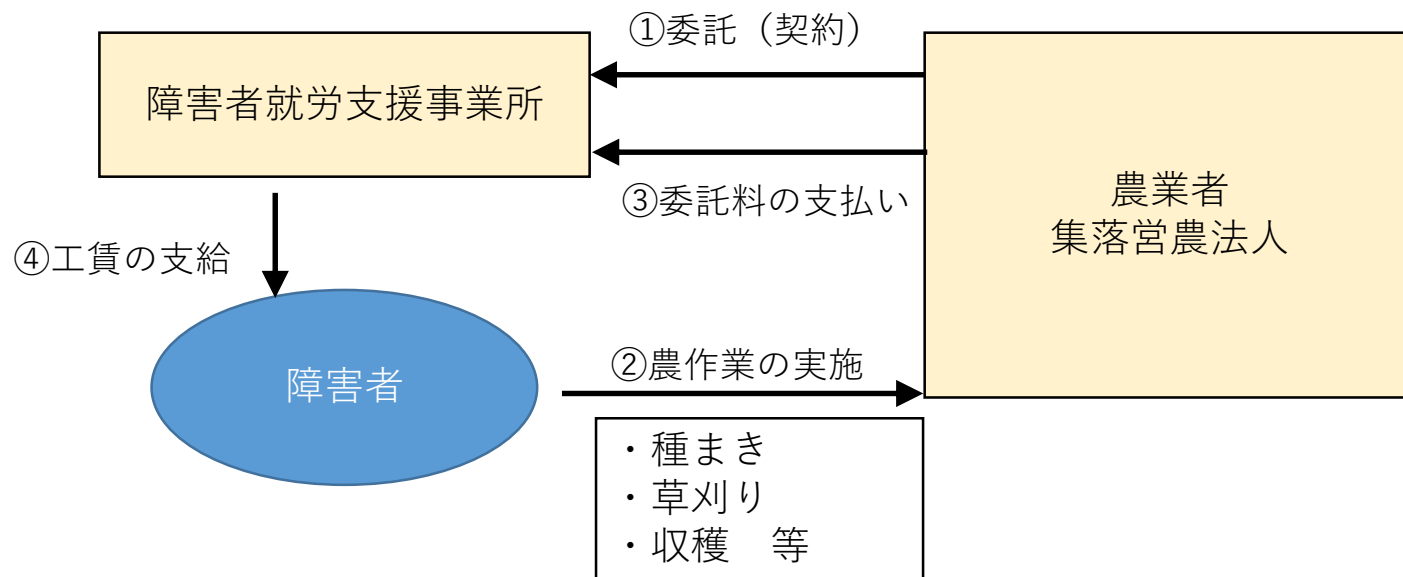 ①委託（契約）
障害者就労支援事業所
③委託料の支払い
農業者
集落営農法人
④工賃の支給
障害者
②農作業の実施
・種まき
・草刈り
・収穫　等